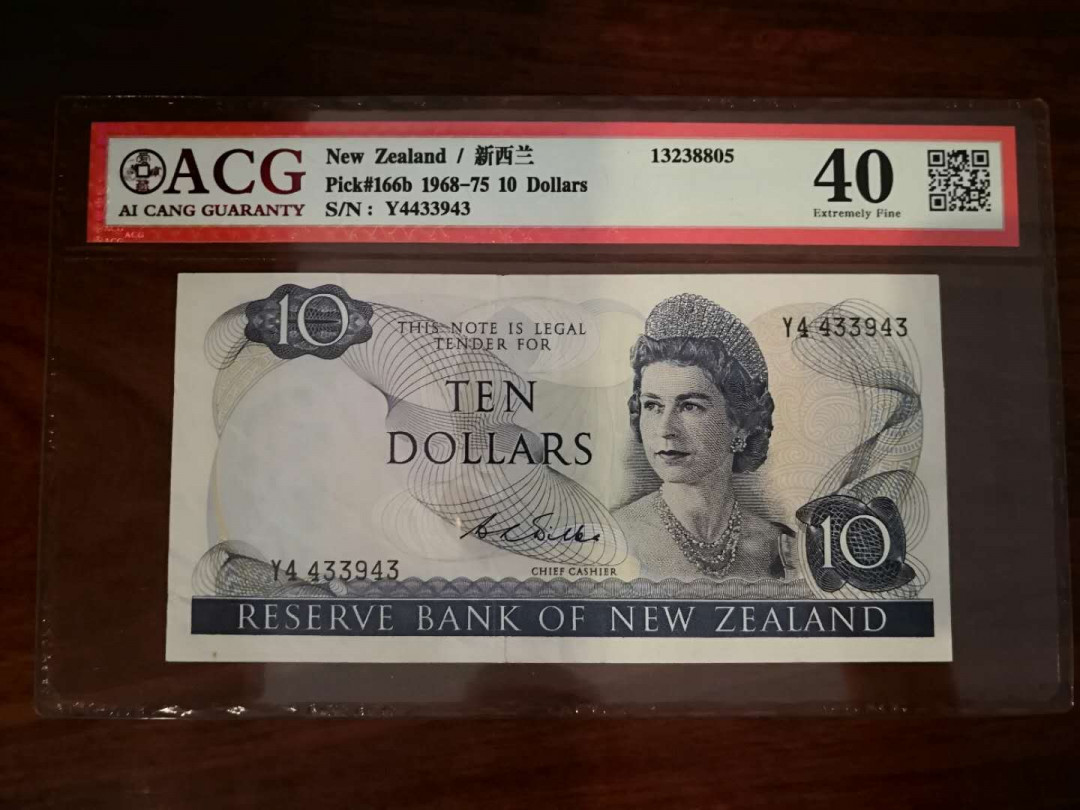 ACG
AI CANG GUARANTY
New Zealand / 新西兰
Pick#166b 1968-75 10 Dollars
S/N : Y4433943
13238805
40
Extremely Fine
ACG
10
THIS NOTE IS LEGAL
TENDER FOR
TEN
DOLLARS
Y4 433943
10
Y4 433943
CHIEF CASHIER
RESERVE BANK OF NEW ZEALAND